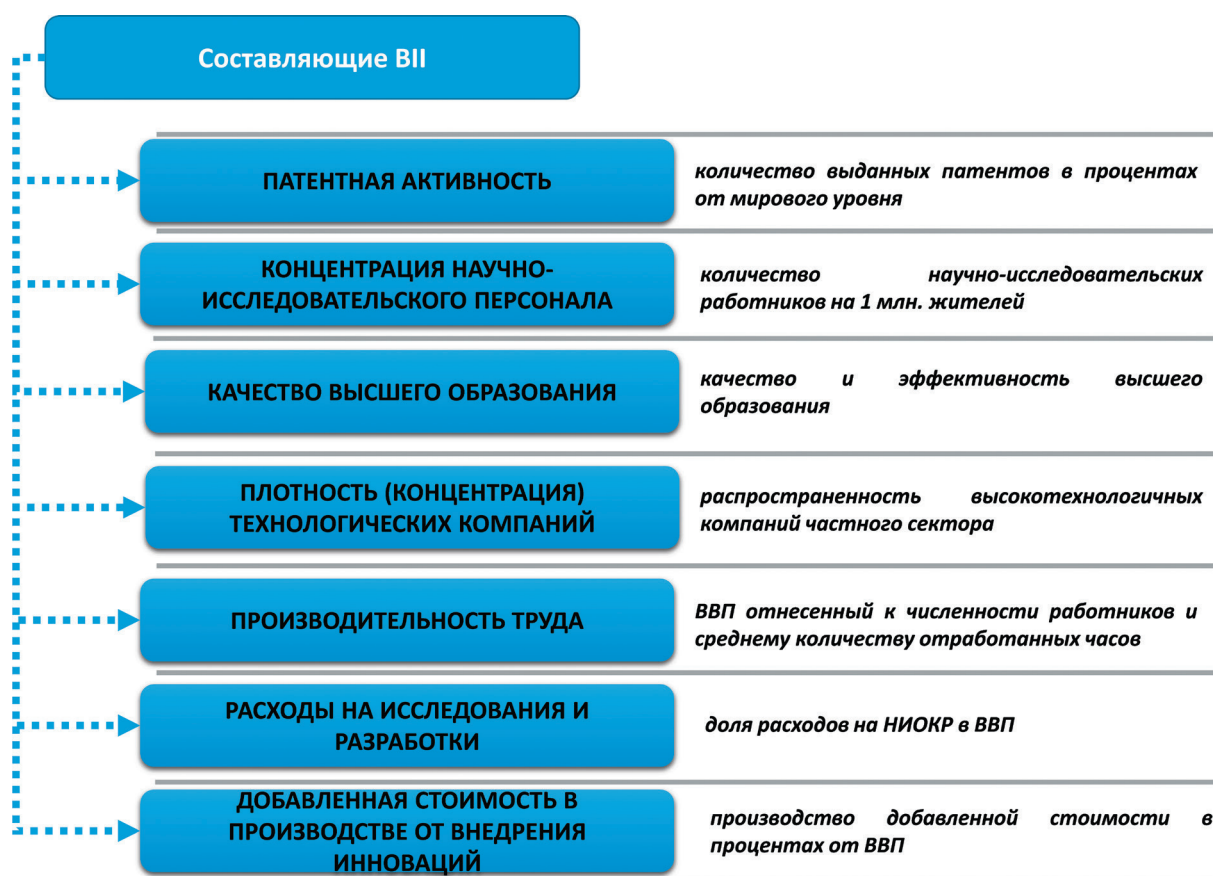 Составляющие BII
ПАТЕНТНАЯ АКТИВНОСТЬ
количество выданных патентов в процентах
от мирового уровня
КОНЦЕНТРАЦИЯ НАУЧНО-
ИССЛЕДОВАТЕЛЬСКОГО ПЕРСОНАЛА
количество научно-исследовательских
работников на 1 млн. жителей
КАЧЕСТВО ВЫСШЕГО ОБРАЗОВАНИЯ
качество и эффективность высшего
образования
ПЛОТНОСТЬ (КОНЦЕНТРАЦИЯ)
ТЕХНОЛОГИЧЕСКИХ КОМПАНИЙ
распространенность высокотехнологичных
компаний частного сектора
ПРОИЗВОДИТЕЛЬНОСТЬ ТРУДА
ВВП отнесенный к численности работников и
среднему количеству отработанных часов
РАСХОДЫ НА ИССЛЕДОВАНИЯ И
РАЗРАБОТКИ
доля расходов на НИОКР в ВВП
ДОБАВЛЕННАЯ СТОИМОСТЬ В
ПРОИЗВОДСТВЕ ОТ ВНЕДРЕНИЯ
ИННОВАЦИЙ
производство добавленной стоимости в
процентах от ВВП